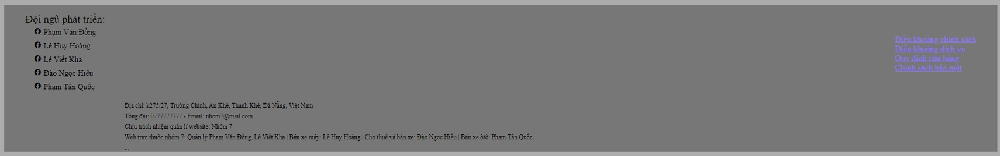 Đội ngũ phát triển:
Phạm Văn Đồng
Lê Huy Hoàng
Lê Viết Kha
Đào Ngọc Hiếu
Phạm Tấn Quốc
Điều khoảng chính sách
Điều khoảng dịch vụ
Quy định cữa hàng
Chính sách bảo mật
Địa chỉ: k275/27, Trường Chinh, An Khê, Thanh Khê, Đà Nẵng, Việt Nam
Tổng đài: 0777777777 - Email: nhom7@mail.com
Chịu trách nhiệm quản lí website: Nhóm 7
Web trực thuộc nhóm 7: Quản lý Phạm Văn Đồng, Lê Viết Kha | Bán xe máy: Lê Huy Hoàng | Cho thuê và bán xe: Đào Ngọc Hiếu | Bán xe ôtô: Phạm Tấn Quốc.
...